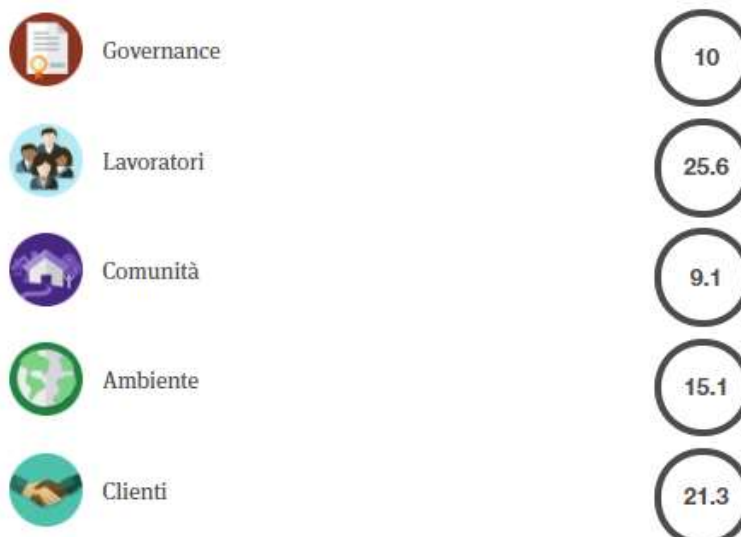 Governance 10
Lavoratori 25.6
Comunità 9.1
Ambiente 15.1
Clienti 21.3